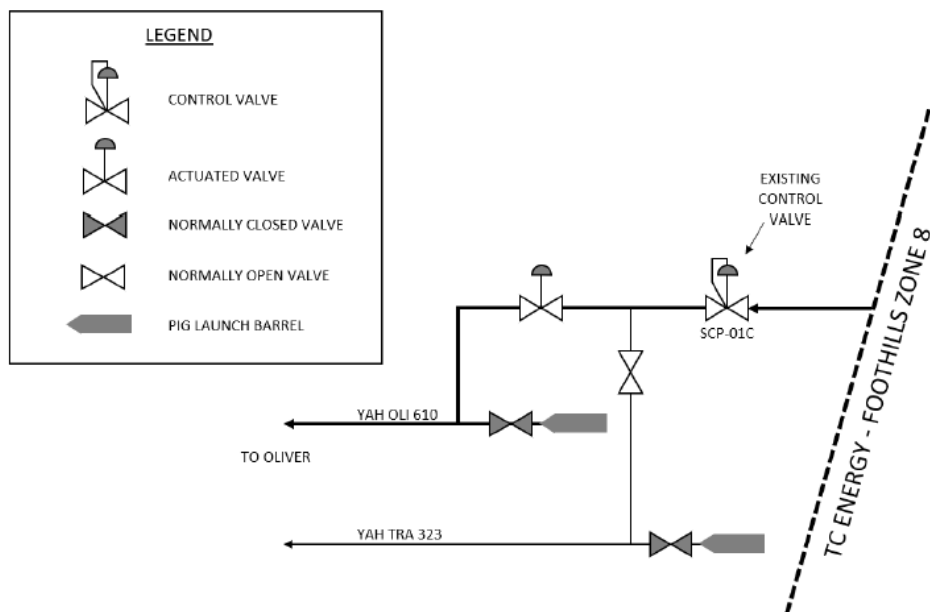 LEGEND
CONTROL VALVE
ACTUATED VALVE
NORMALLY CLOSED VALVE
NORMALLY OPEN VALVE
PIG LAUNCH BARREL
EXISTING
CONTROL
VALVE
SCP-01C
TC ENERGY - FOOTHILLS ZONE 8
YAH OLI 610
TO OLIVER
YAH TRA 323